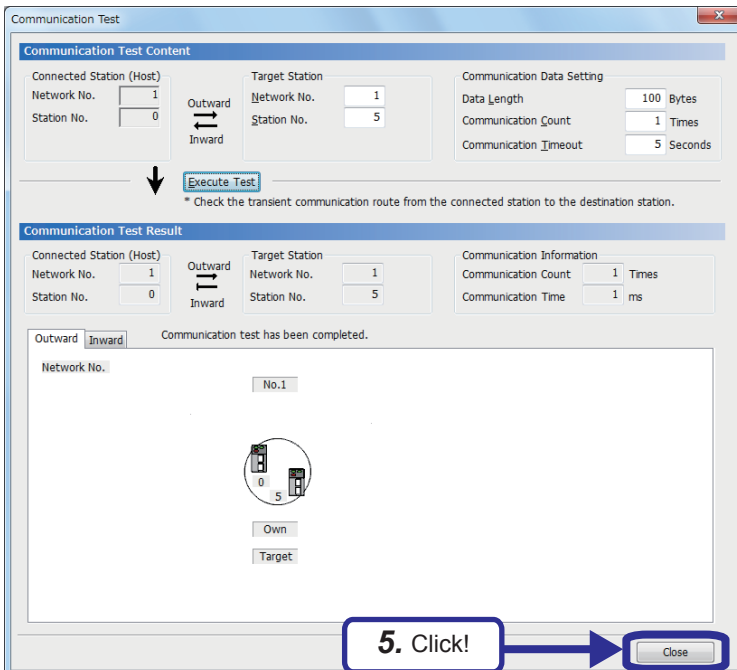 Communication Test
x
Communication Test Content
Connected Station (Host)
Network No. 1
Station No. 0
Outward
Inward
Target Station
Network No. 1
Station No. 5
Communication Data Setting
Data Length 100 Bytes
Communication Count 1 Times
Communication Timeout 5 Seconds
Execute Test
* Check the transient communication route from the connected station to the destination station.
Communication Test Result
Connected Station (Host)
Network No. 1
Station No. 0
Outward
Inward
Target Station
Network No. 1
Station No. 5
Communication Information
Communication Count 1 Times
Communication Time 1 ms
Outward Inward Communication test has been completed.
Network No.
No.1
0
5
Own
Target
5. Click!
Close